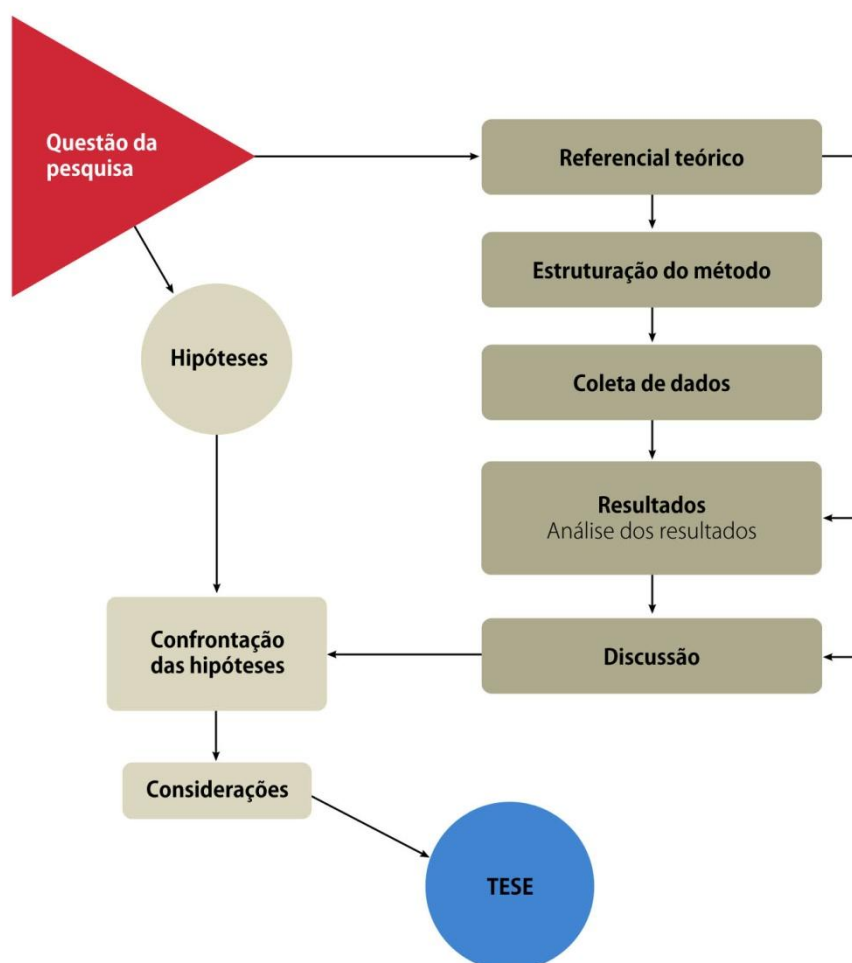 Questão da
pesquisa
Referencial teórico
Estruturação do método
Hipóteses
Coleta de dados
Resultados
Análise dos resultados
Confrontação
das hipóteses
Discussão
Considerações
TESE